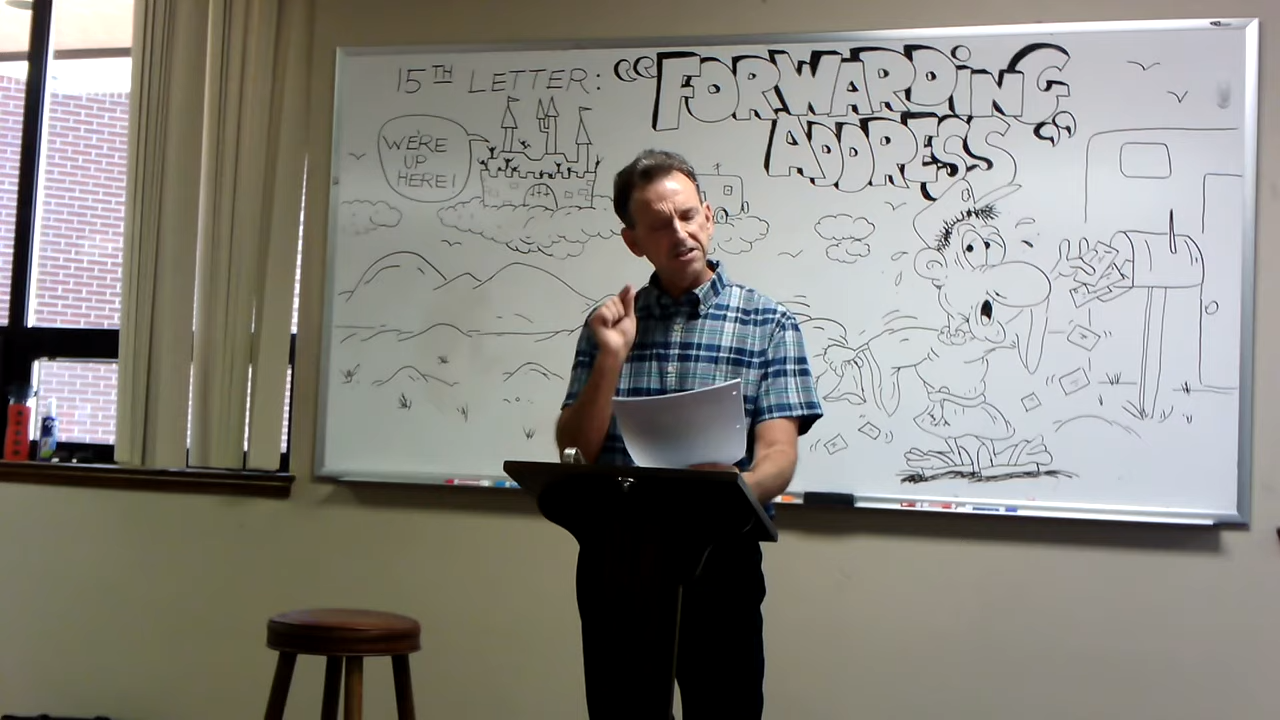 15TH LETTER: "FORWARDING
ADDRESS"
WE'RE
UP
HERE!